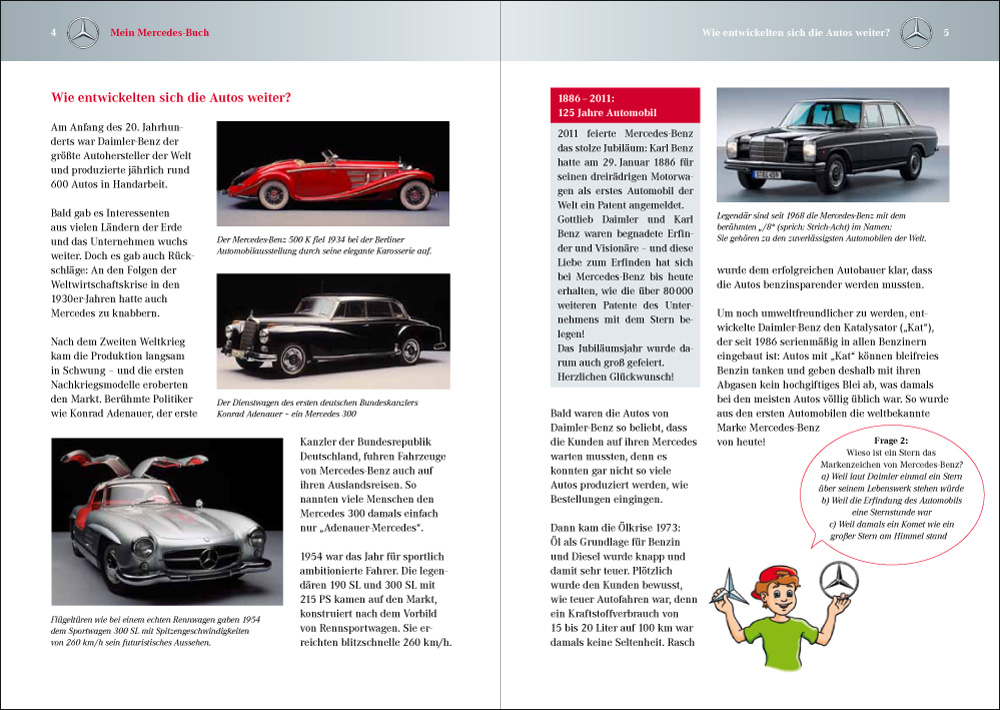 4
Mein Mercedes-Buch
Wie entwickelten sich die Autos weiter?
Am Anfang des 20. Jahrhun-
derts war Daimler-Benz der
größte Autohersteller der Welt
und produzierte jährlich rund
600 Autos in Handarbeit.
Bald gab es Interessenten
aus vielen Ländern der Erde
und das Unternehmen wuchs
weiter. Doch es gab auch Rück-
schläge: An den Folgen der
Weltwirtschaftskrise in den
1930er-Jahren hatte auch
Mercedes zu knabbern.
Nach dem Zweiten Weltkrieg
kam die Produktion langsam
in Schwung – und die ersten
Nachkriegsmodelle eroberten
den Markt. Berühmte Politiker
wie Konrad Adenauer, der erste
Der Mercedes-Benz 500 K fiel 1934 bei der Berliner
Automobilausstellung durch seine elegante Karosserie auf.
Der Dienstwagen des ersten deutschen Bundeskanzlers
Konrad Adenauer – ein Mercedes 300
Flügeltüren wie bei einem echten Rennwagen gaben 1954
dem Sportwagen 300 SL mit Spitzengeschwindigkeiten
von 260 km/h sein futuristisches Aussehen.
Kanzler der Bundesrepublik
Deutschland, fuhren Fahrzeuge
von Mercedes-Benz auch auf
ihren Auslandsreisen. So
nannten viele Menschen den
Mercedes 300 damals einfach
nur „Adenauer-Mercedes“.
1954 war das Jahr für sportlich
ambitionierte Fahrer. Die legen-
dären 190 SL und 300 SL mit
215 PS kamen auf den Markt,
konstruiert nach dem Vorbild
von Rennsportwagen. Sie er-
reichten blitzschnelle 260 km/h.
Wie entwickelten sich die Autos weiter?
5
1886 – 2011:
125 Jahre Automobil
2011 feierte Mercedes-Benz
das stolze Jubiläum: Karl Benz
hatte am 29. Januar 1886 für
seinen dreirädrigen Motorwa-
gen als erstes Automobil der
Welt ein Patent angemeldet.
Gottlieb Daimler und Karl
Benz waren begnadete Erfin-
der und Visionäre – und diese
Liebe zum Erfinden hat sich
bei Mercedes-Benz bis heute
erhalten, wie die über 80 000
weiteren Patente des Unter-
nehmens mit dem Stern be-
legen!
Das Jubiläumsjahr wurde da-
rum auch groß gefeiert.
Herzlichen Glückwunsch!
Bald waren die Autos von
Daimler-Benz so beliebt, dass
die Kunden auf ihren Mercedes
warten mussten, denn es
konnten gar nicht so viele
Autos produziert werden, wie
Bestellungen eingingen.
Dann kam die Ölkrise 1973:
Öl als Grundlage für Benzin
und Diesel wurde knapp und
damit sehr teuer. Plötzlich
wurde den Kunden bewusst,
wie teuer Autofahren war, denn
ein Kraftstoffverbrauch von
15 bis 20 Liter auf 100 km war
damals keine Seltenheit. Rasch
Legendär sind seit 1968 die Mercedes-Benz mit dem
berühmten „/8“ (sprich: Strich-Acht) im Namen:
Sie gehören zu den zuverlässigsten Automobilen der Welt.
wurde dem erfolgreichen Autobauer klar, dass
die Autos benzinsparender werden mussten.
Um noch umweltfreundlicher zu werden, ent-
wickelte Daimler-Benz den Katalysator („Kat“),
der seit 1986 serienmäßig in allen Benzinern
eingebaut ist: Autos mit „Kat“ können bleifreies
Benzin tanken und geben deshalb mit ihren
Abgasen kein hochgiftiges Blei ab, was damals
bei den meisten Autos völlig üblich war. So wurde
aus den ersten Automobilen die weltbekannte
Marke Mercedes-Benz
von heute!
Frage 2:
Wieso ist ein Stern das
Markenzeichen von Mercedes-Benz?
a) Weil laut Daimler einmal ein Stern
über seinem Lebenswerk stehen würde
b) Weil die Erfindung des Automobils
eine Sternstunde war
c) Weil damals ein Komet wie ein
großer Stern am Himmel stand